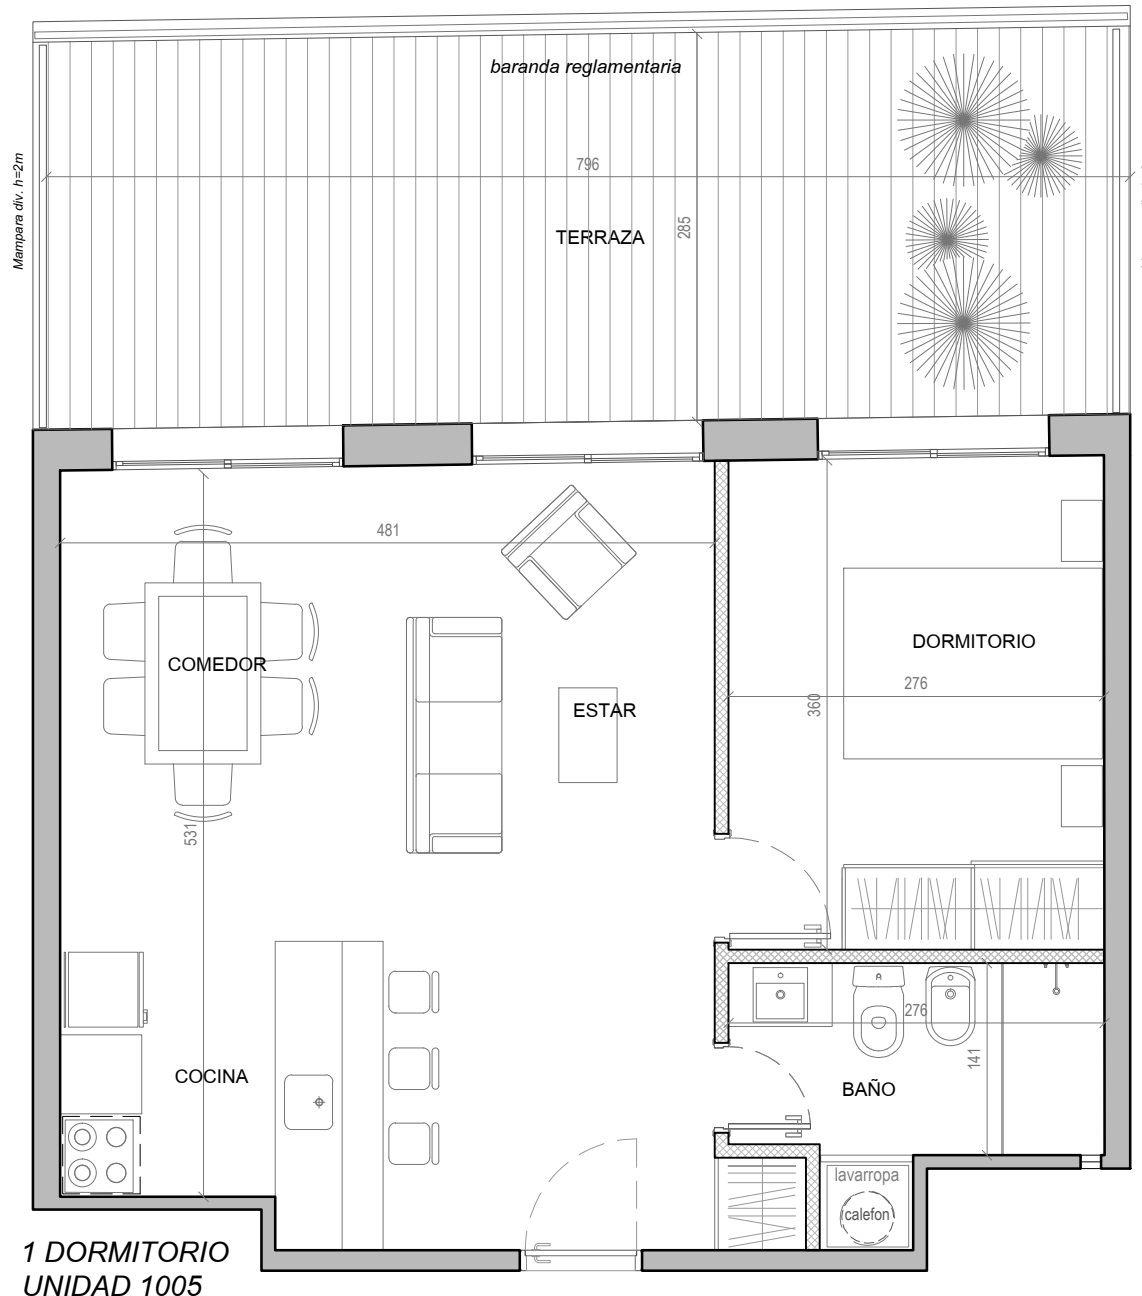 baranda reglamentaria
Mampara div. h=2m
796
285
TERRAZA
481
COMEDOR
DORMITORIO
276
360
ESTAR
531
276
141
COCINA
BAÑO
lavarropa
calefon
1 DORMITORIO
UNIDAD 1005